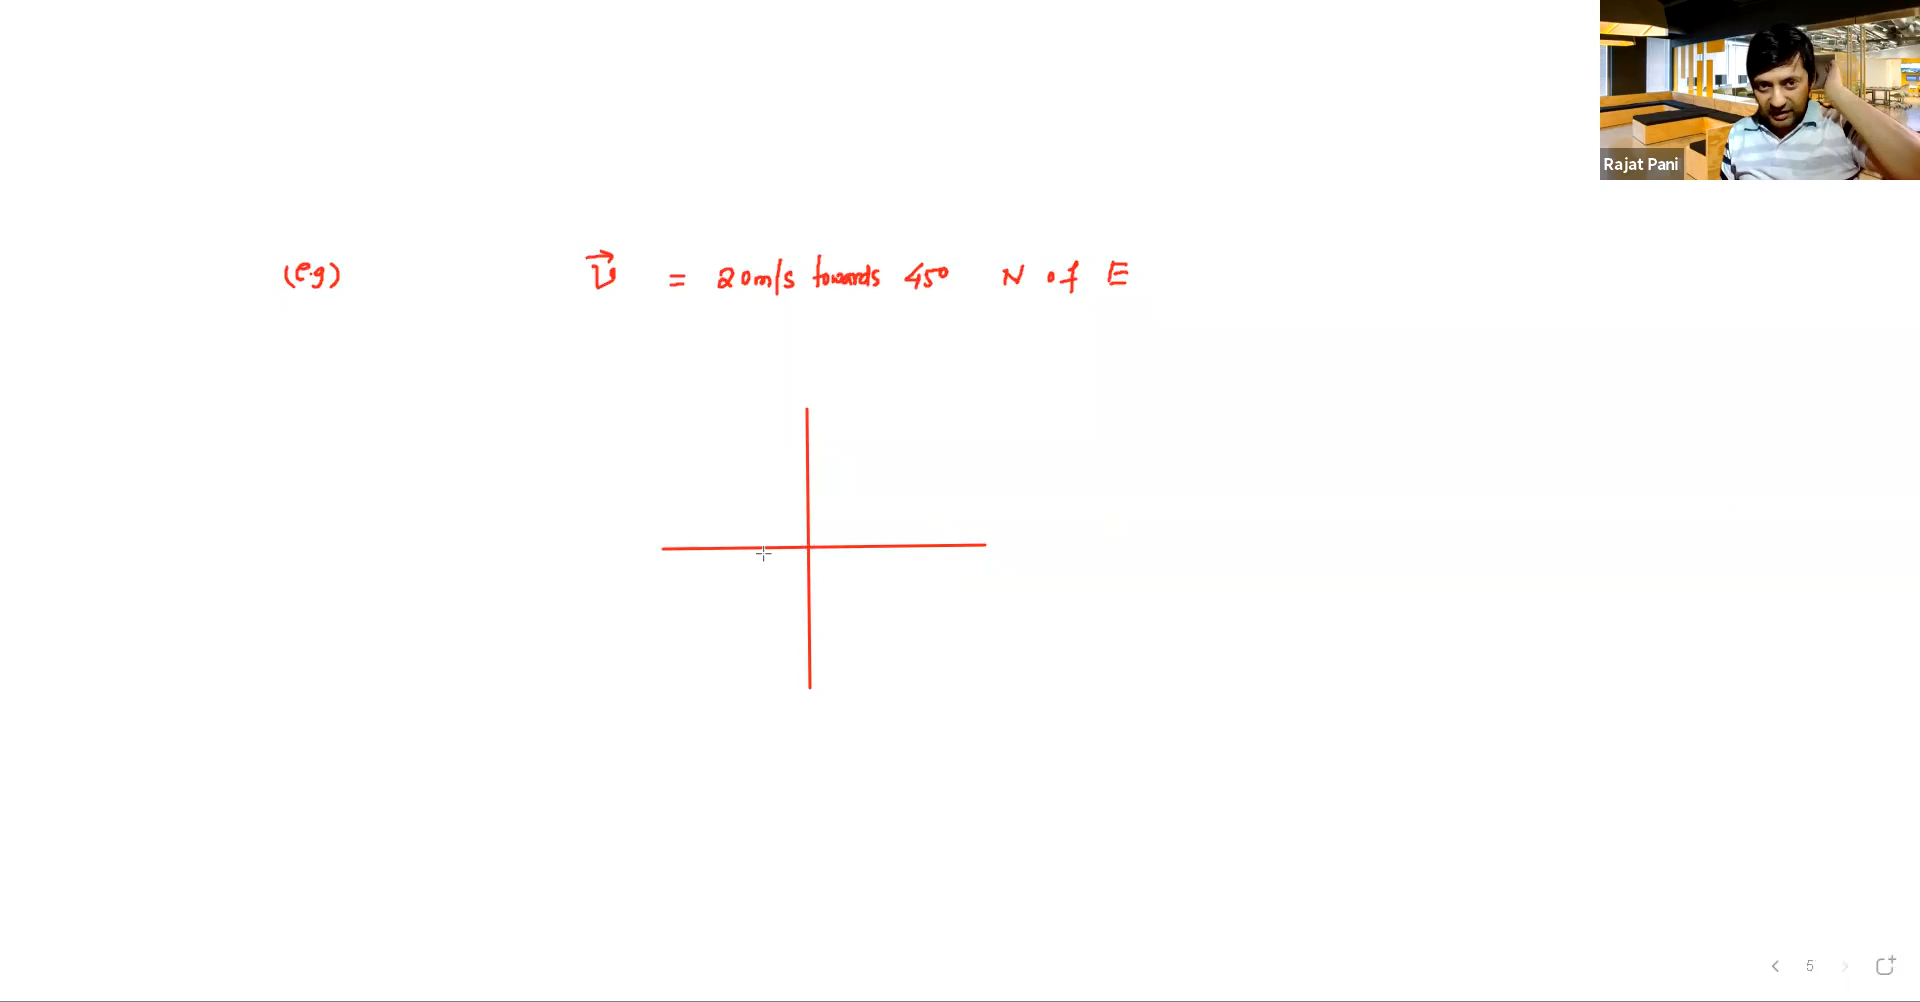 Rajat Pani
(e.g) v⃗ = 20m/s towards 45° N of E
5